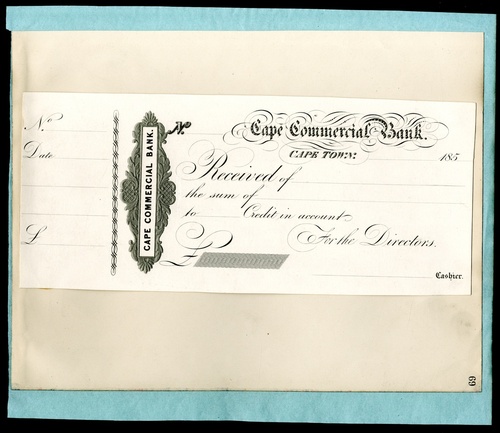 No
Date
£
CAPE COMMERCIAL BANK.
No
Cape Commercial Bank.
CAPE TOWN: 185
Received of
the sum of
to Credit in account
£ For the Directors.
Cashier.
69